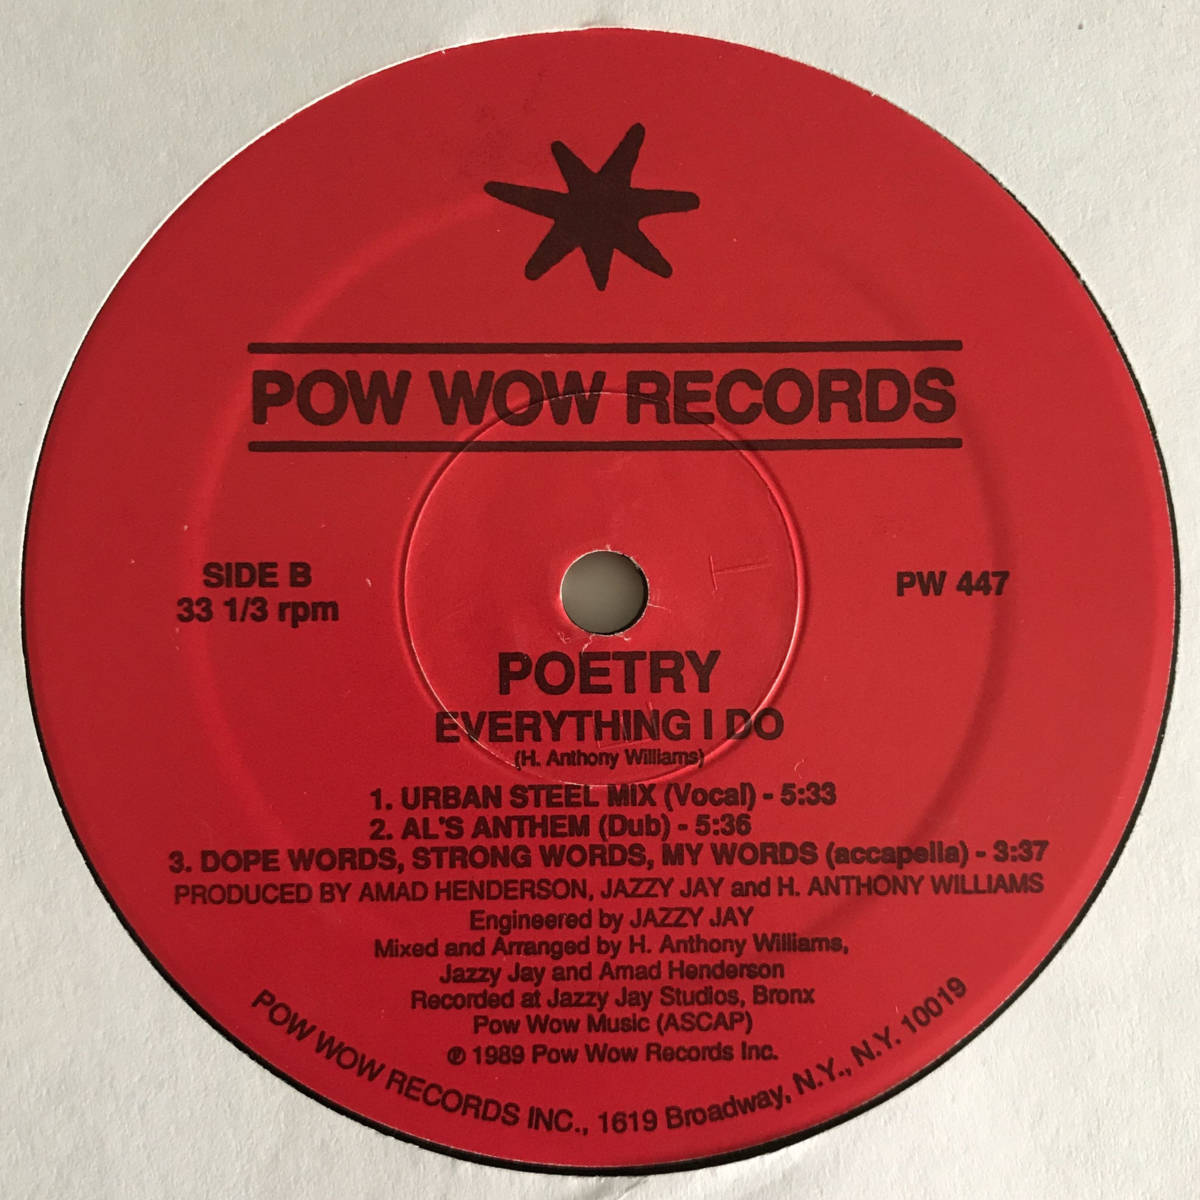 POW WOW RECORDS
SIDE B
33 1/3 rpm
PW 447
POETRY
EVERYTHING I DO
(H. Anthony Williams)
1. URBAN STEEL MIX (Vocal) - 5:33
2. AL'S ANTHEM (Dub) - 5:36
3. DOPE WORDS, STRONG WORDS, MY WORDS (accapella) - 3:37
PRODUCED BY AMAD HENDERSON, JAZZY JAY and H. ANTHONY WILLIAMS
Engineered by JAZZY JAY
Mixed and Arranged by H. Anthony Williams,
Jazzy Jay and Amad Henderson
Recorded at Jazzy Jay Studios, Bronx
Pow Wow Music (ASCAP)
℗ 1989 Pow Wow Records Inc.
POW WOW RECORDS INC., 1619 Broadway, N.Y., N.Y. 10019